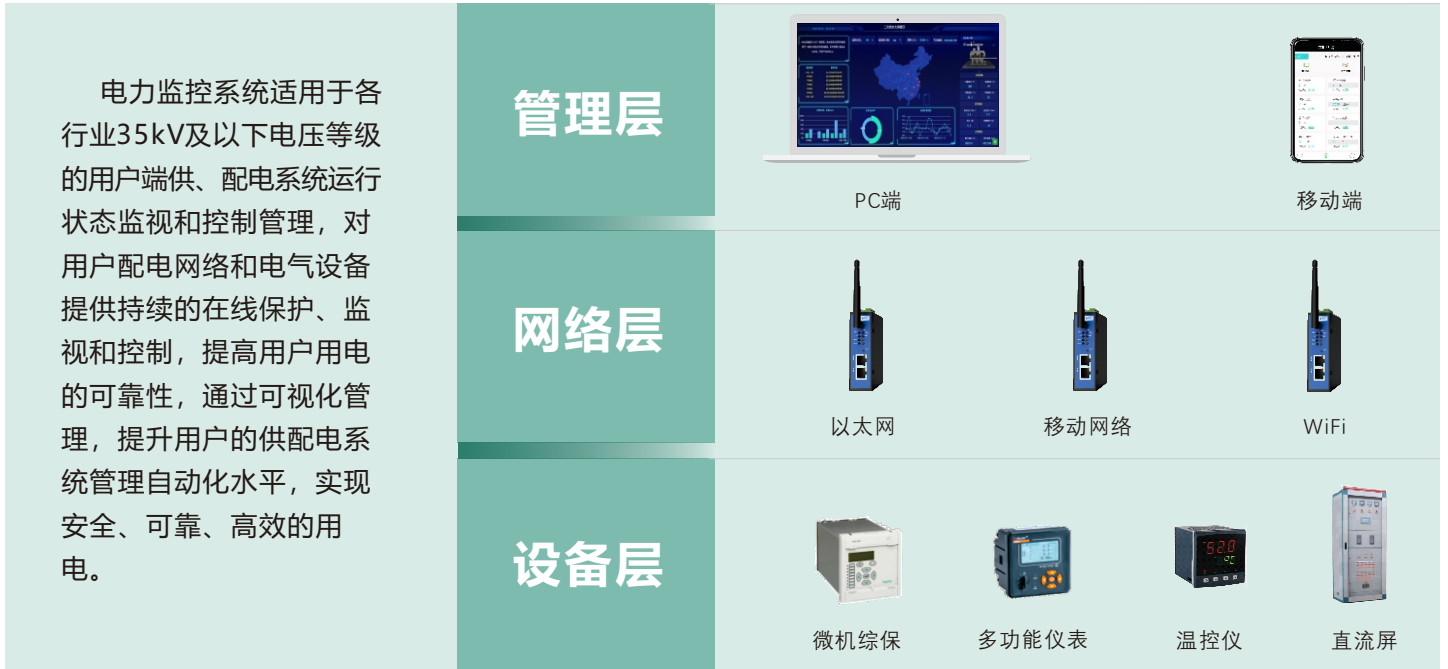 电力监控系统适用于各
行业35kV及以下电压等级
的用户端供、配电系统运行
状态监视和控制管理，对
用户配电网络和电气设备
提供持续的在线保护、监
视和控制，提高用户用电
的可靠性，通过可视化管
理，提升用户的供配电系
统管理自动化水平，实现
安全、可靠、高效的用
电。
管理层
PC端
移动端
网络层
以太网
移动网络
WiFi
设备层
微机综保
多功能仪表
温控仪
直流屏